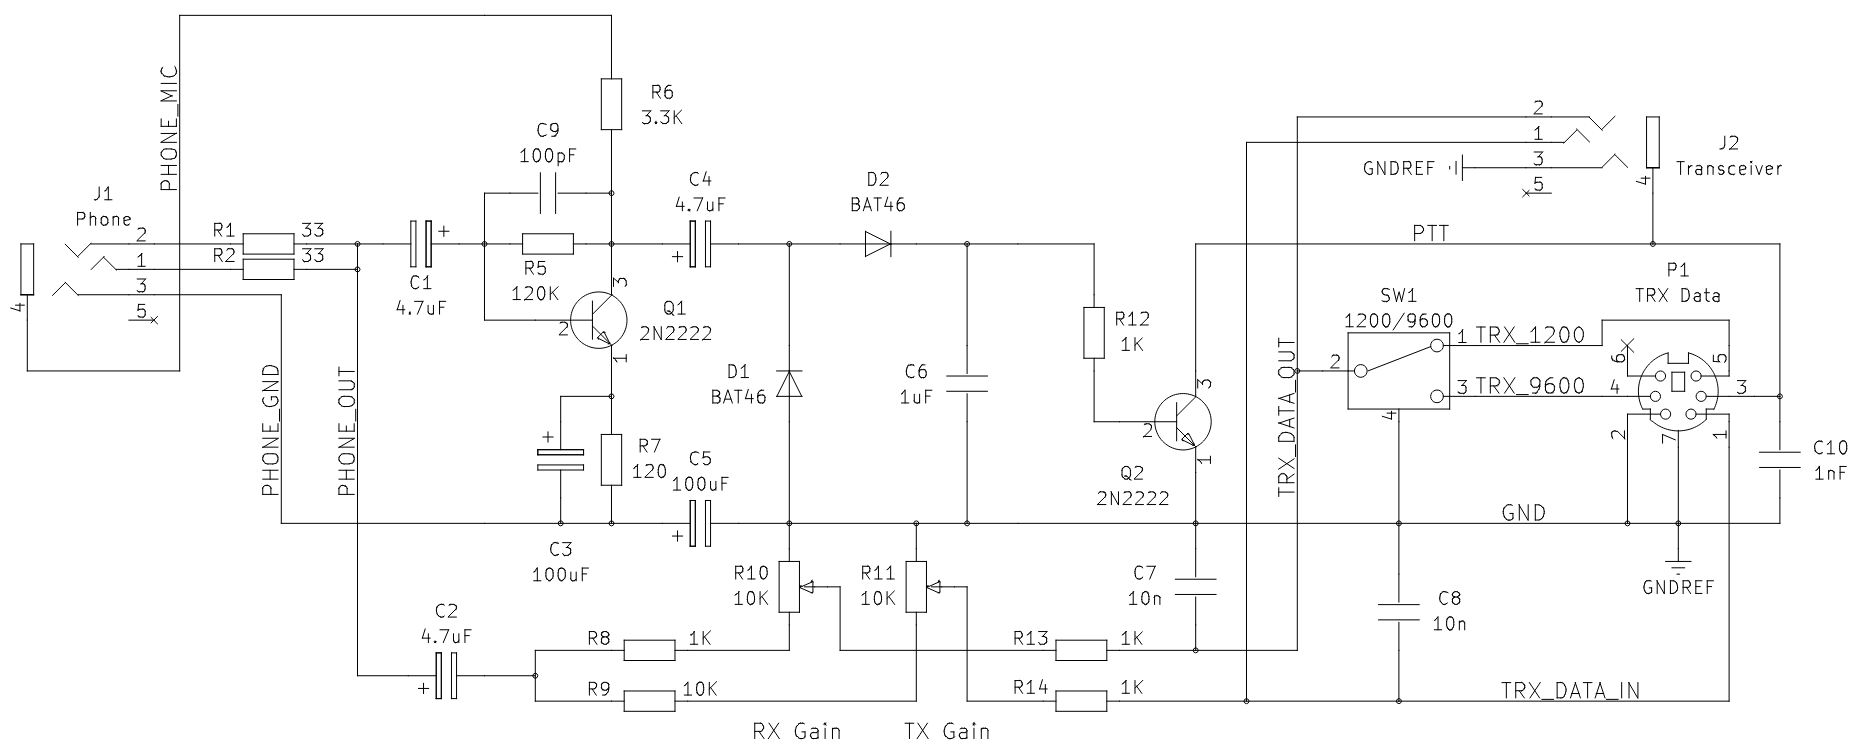 J1
Phone
2
1
3
5
4
PHONE_MIC
R1
33
R2
33
PHONE_GND
PHONE_OUT
C1
4.7uF
+
C9
100pF
R5
120K
R6
3.3K
Q1
2N2222
3
2
1
C4
4.7uF
+
D2
BAT46
D1
BAT46
C6
1uF
R7
120
+
C3
100uF
C5
100uF
+
R12
1K
Q2
2N2222
3
2
1
C2
4.7uF
+
R8
1K
R9
10K
R10
10K
R11
10K
RX Gain
TX Gain
R13
1K
R14
1K
C7
10n
C8
10n
TRX_DATA_OUT
TRX_DATA_IN
GND
PTT
GNDREF
2
1
3
5
4
J2
Transceiver
SW1
1200/9600
2
1
3
4
TRX_1200
TRX_9600
P1
TRX Data
6
5
4
3
2
7
1
C10
1nF
GNDREF